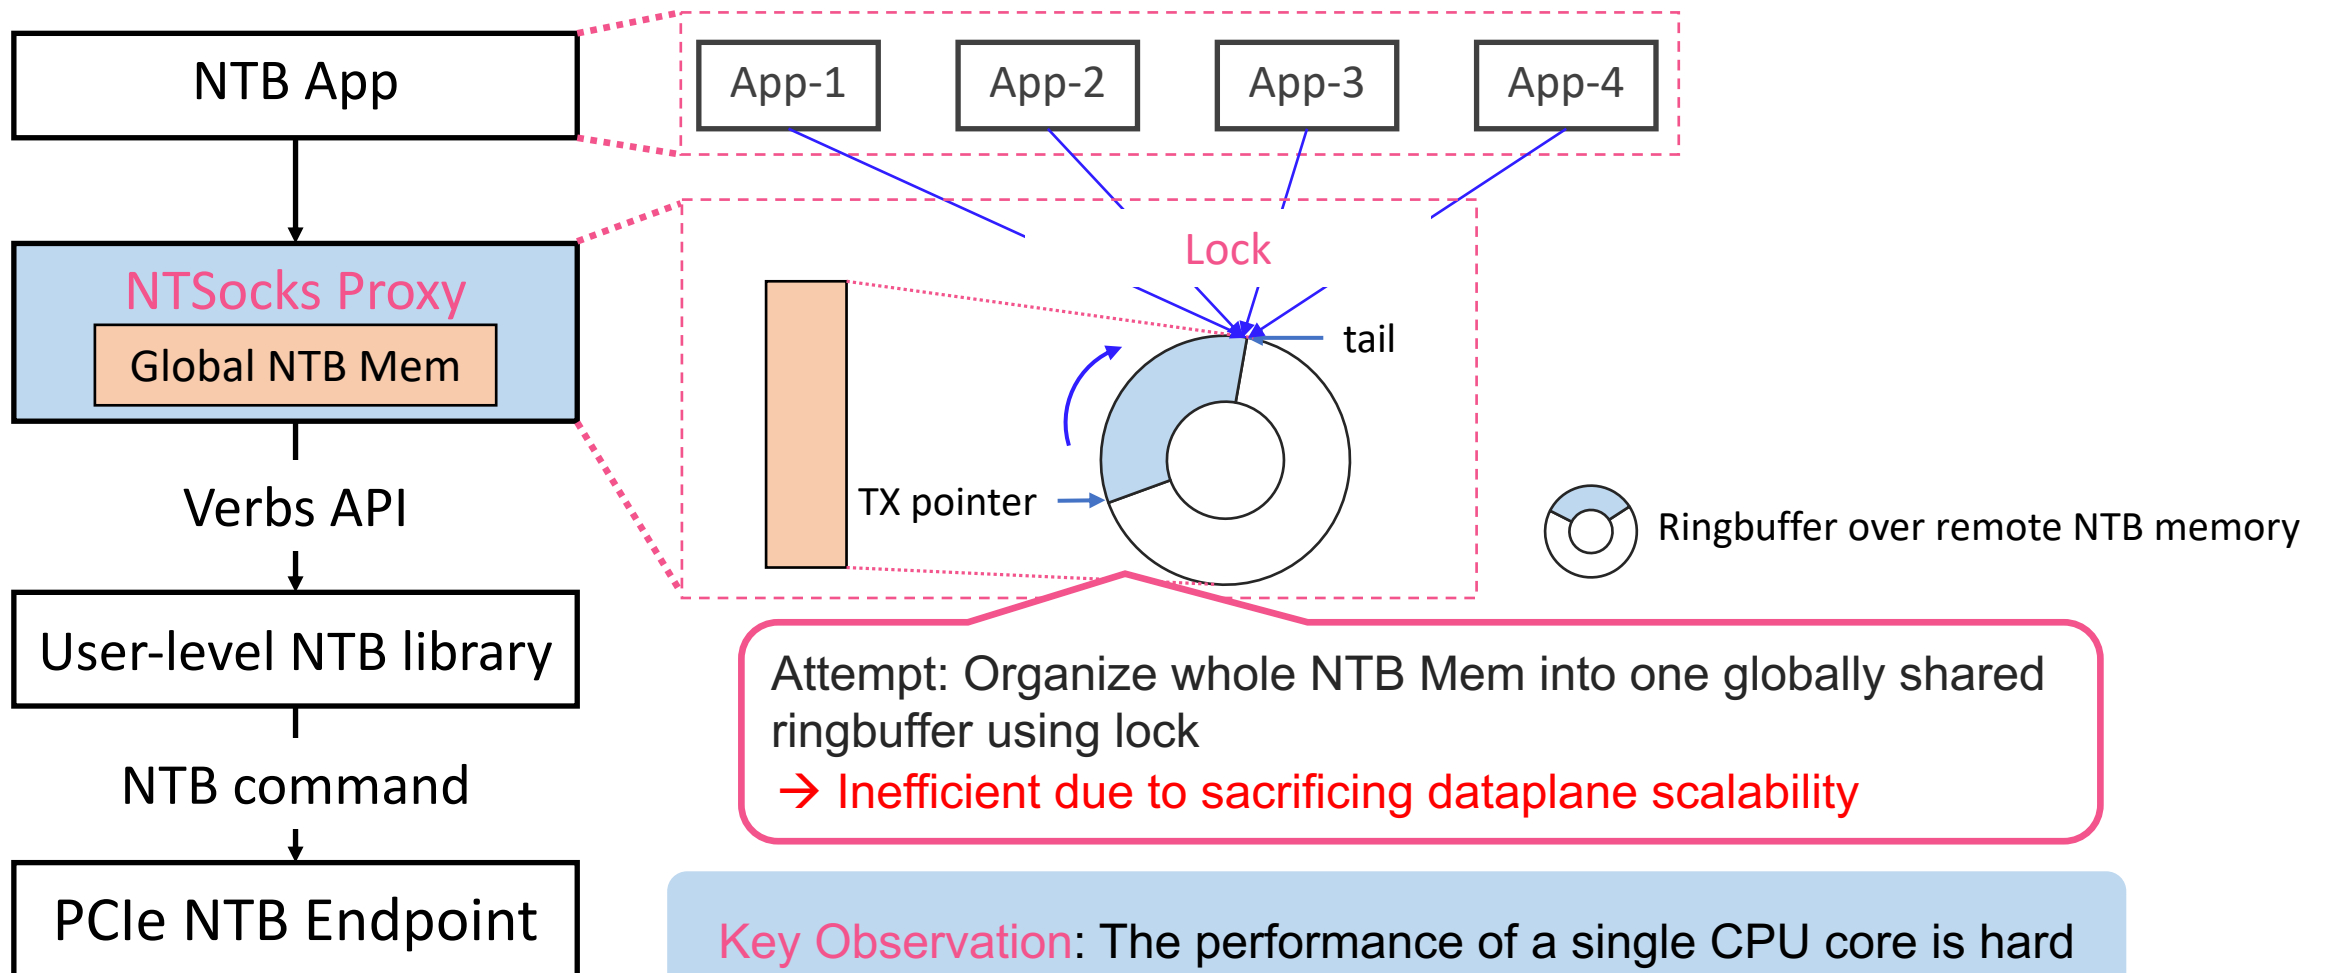 NTB App
App-1
App-2
App-3
App-4
NTSocks Proxy
Global NTB Mem
Lock
tail
TX pointer
Verbs API
Ringbuffer over remote NTB memory
User-level NTB library
Attempt: Organize whole NTB Mem into one globally shared
ringbuffer using lock
→ Inefficient due to sacrificing dataplane scalability
NTB command
PCIe NTB Endpoint
Key Observation: The performance of a single CPU core is hard